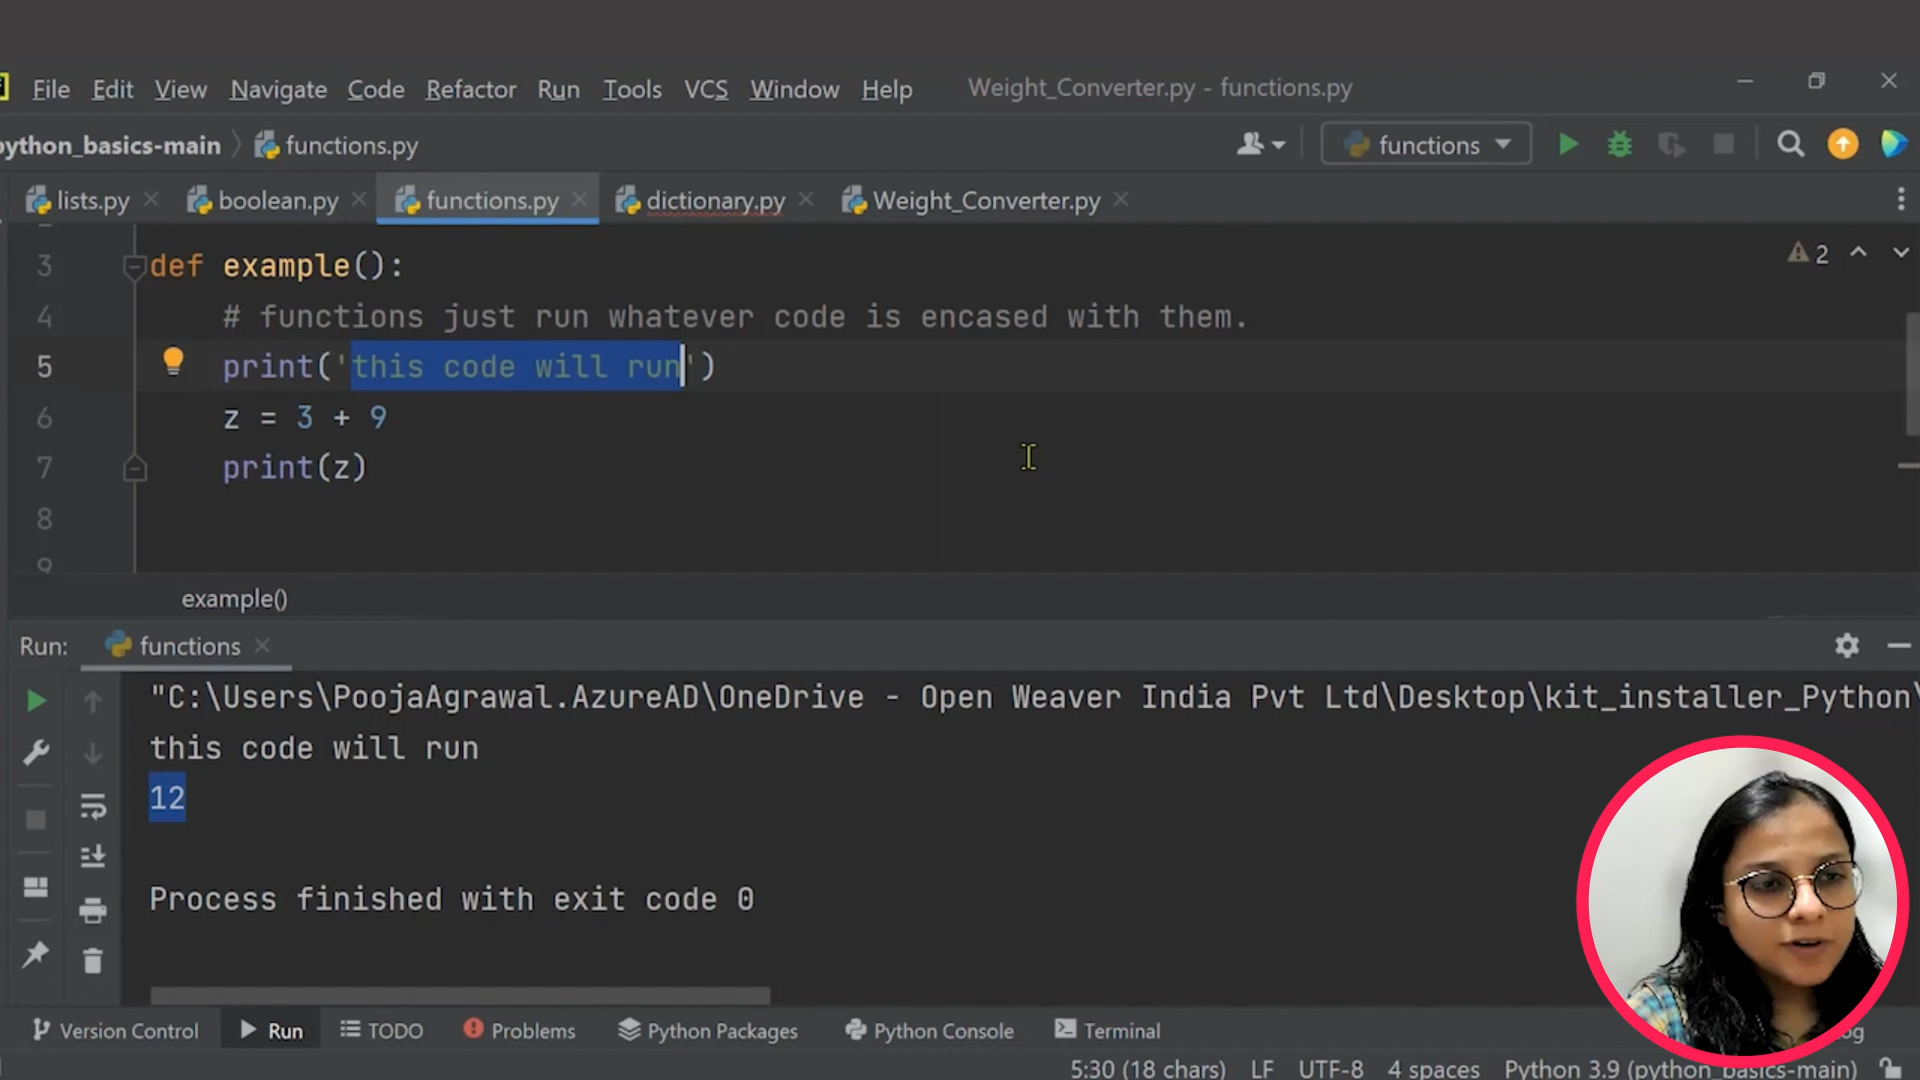 File Edit View Navigate Code Refactor Run Tools VCS Window Help Weight_Converter.py - functions.py
python_basics-main functions.py functions
lists.py boolean.py functions.py dictionary.py Weight_Converter.py
3 def example():
2
4 # functions just run whatever code is encased with them.
5 print('this code will run')
6 z = 3 + 9
7 print(z)
8
9
example()
Run: functions
"C:\Users\PoojaAgrawal.AzureAD\OneDrive - Open Weaver India Pvt Ltd\Desktop\kit_installer_Python\
this code will run
12
Process finished with exit code 0
Version Control Run TODO Problems Python Packages Python Console Terminal
5:30 (18 chars) LF UTF-8 4 spaces Python 3.9 (python_basics-main)